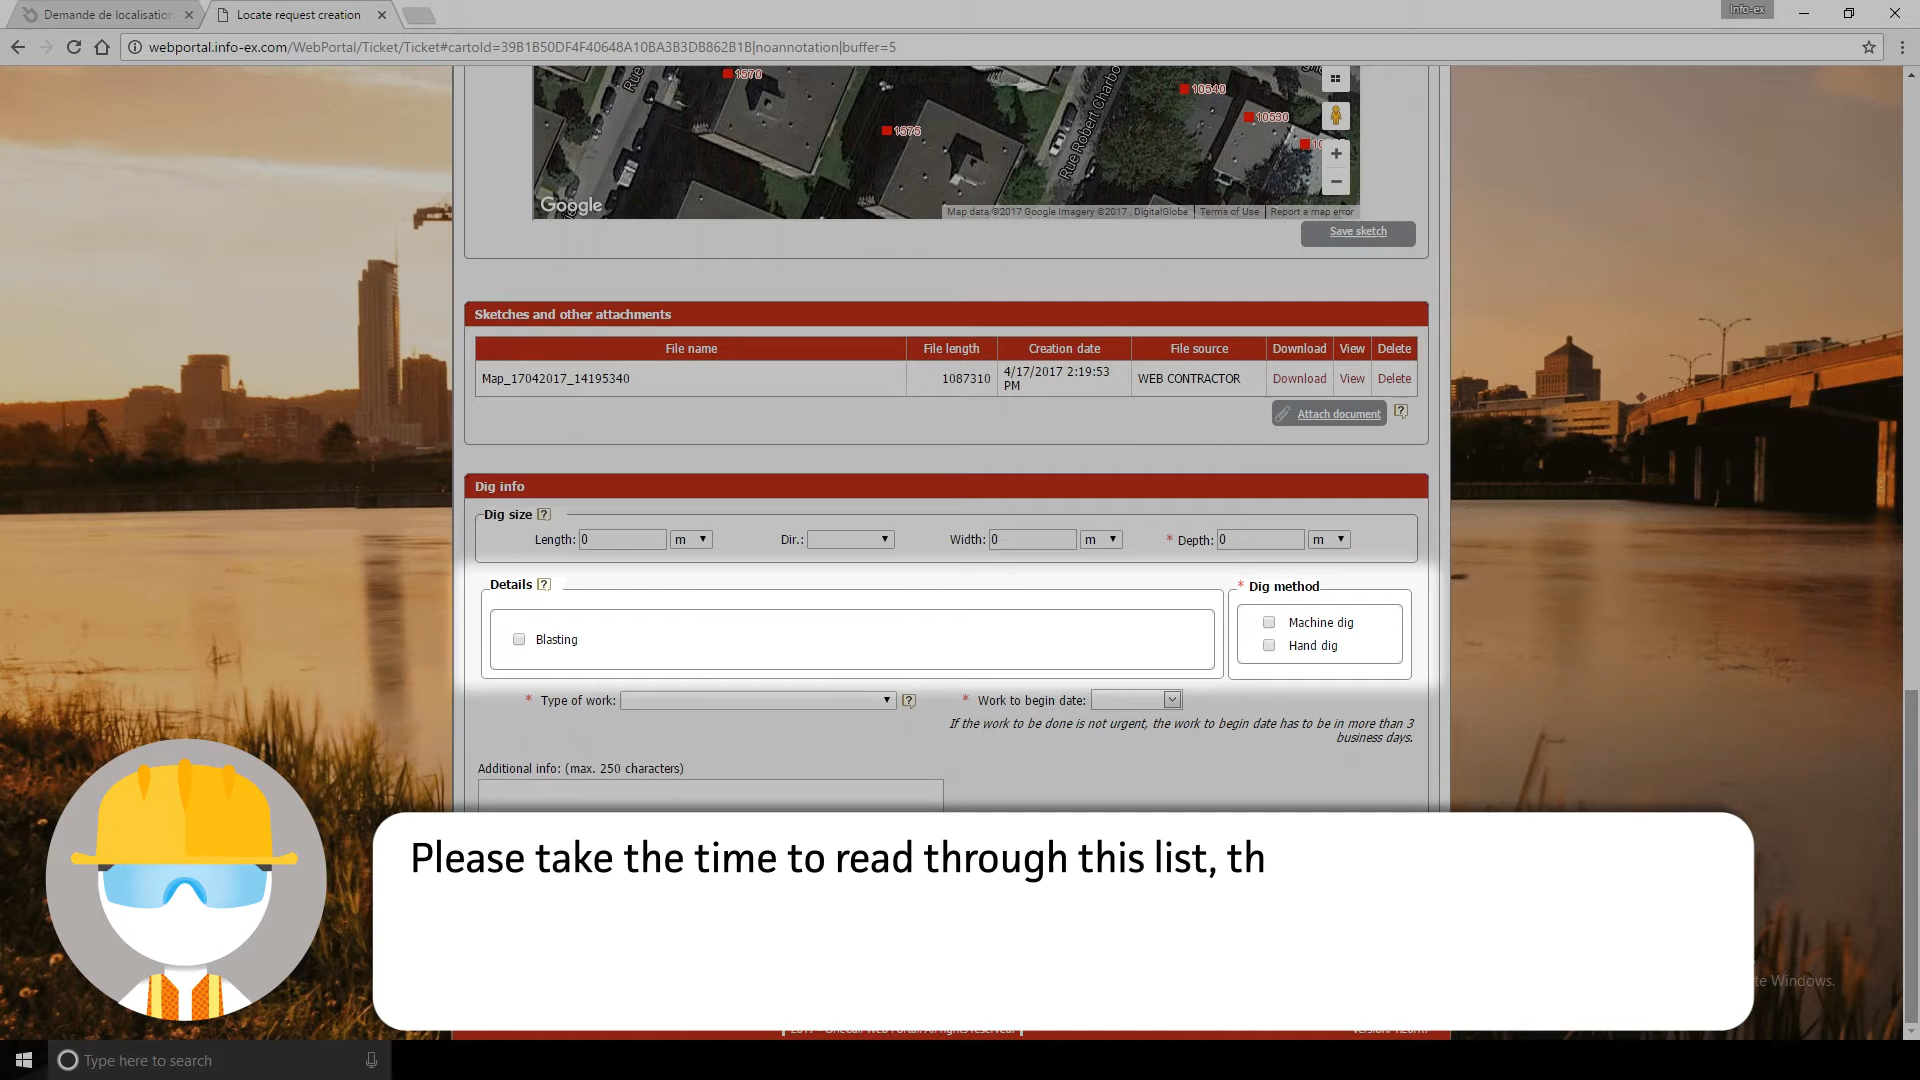 Demande de localisation
Locate request creation
Info-ex
webportal.info-ex.com/WebPortal/Ticket/Ticket#cartoId=39B1B50DF4F40648A10BA3B3DB862B1B|noannotation|buffer=5
1570
10540
1575
10530
Rue
Rue Robert Charbo
Google
Map data ©2017 Google Imagery ©2017 , DigitalGlobe Terms of Use Report a map error
Save sketch
Sketches and other attachments
File name File length Creation date File source Download View Delete
Map_17042017_14195340 1087310 4/17/2017 2:19:53 PM WEB CONTRACTOR Download View Delete
Attach document ?
Dig info
Dig size ?
Length: 0 m Dir.: Width: 0 m * Depth: 0 m
Details ? * Dig method
Blasting
Machine dig
Hand dig
* Type of work: ? * Work to begin date:
If the work to be done is not urgent, the work to begin date has to be in more than 3
business days.
Additional info: (max. 250 characters)
Please take the time to read through this list, th
te Windows.
Type here to search